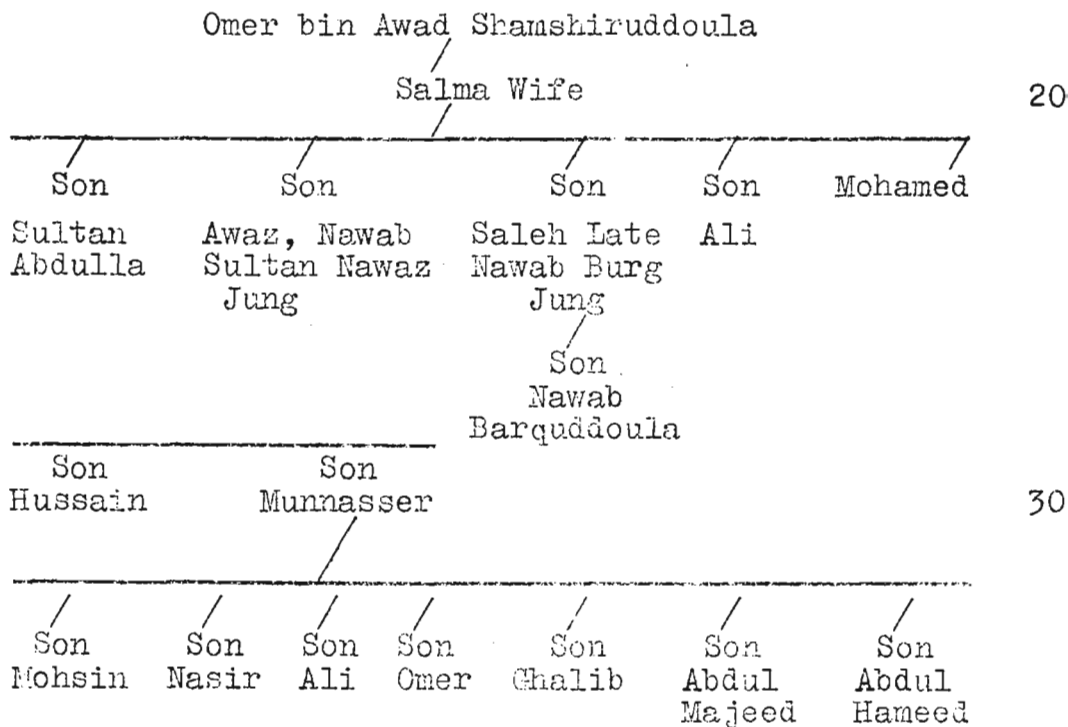 Omer bin Awad Shamshiruddoula
Salma Wife 20
Son Son Son Son Mohamed
Sultan Awaz, Nawab Saleh Late Ali
Abdulla Sultan Nawaz Nawab Burg
Jung Jung
Son
Nawab
Barquddoula
Son Son
Hussain Munnasser 30
Son Son Son Son Son Son Son
Mohsin Nasir Ali Omer Ghalib Abdul Abdul
Majeed Hameed